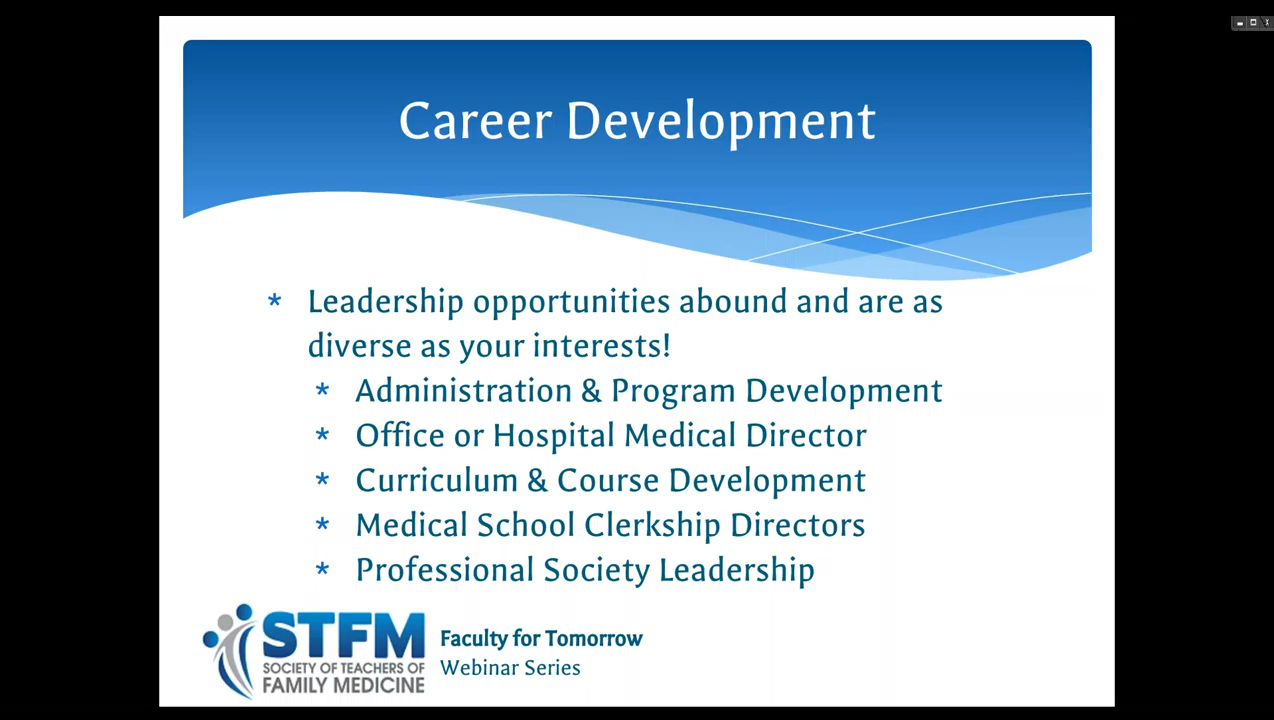 Career Development
* Leadership opportunities abound and are as
diverse as your interests!
* Administration & Program Development
* Office or Hospital Medical Director
* Curriculum & Course Development
* Medical School Clerkship Directors
* Professional Society Leadership
STFM
SOCIETY OF TEACHERS OF
FAMILY MEDICINE
Faculty for Tomorrow
Webinar Series